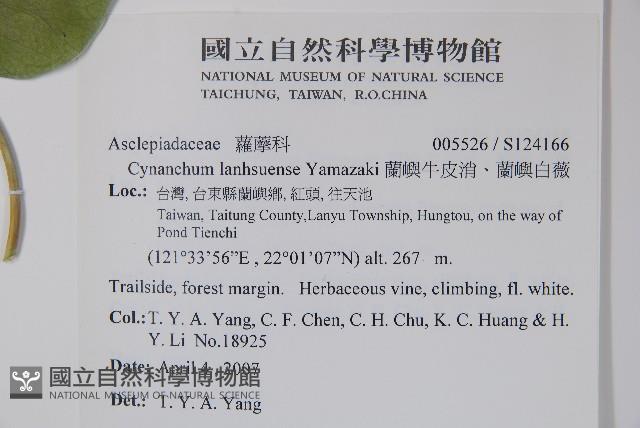 國立自然科學博物館
NATIONAL MUSEUM OF NATURAL SCIENCE
TAICHUNG, TAIWAN, R.O.CHINA
Asclepiadaceae 蘿藦科 005526 / S124166
Cynanchum lanhsuense Yamazaki 蘭嶼牛皮消、蘭嶼白薇
Loc.: 台灣, 台東縣蘭嶼鄉, 紅頭, 往天池
Taiwan, Taitung County,Lanyu Township, Hungtou, on the way of
Pond Tienchi
(121°33’56”E , 22°01’07”N) alt. 267 m.
Trailside, forest margin. Herbaceous vine, climbing, fl. white.
Col.: T. Y. A. Yang, C. F. Chen, C. H. Chu, K. C. Huang & H.
Y. Li No.18925
Date: April 4, 2007
國立自然科學博物館
NATIONAL MUSEUM OF NATURAL SCIENCE
Det.: T. Y. A. Yang